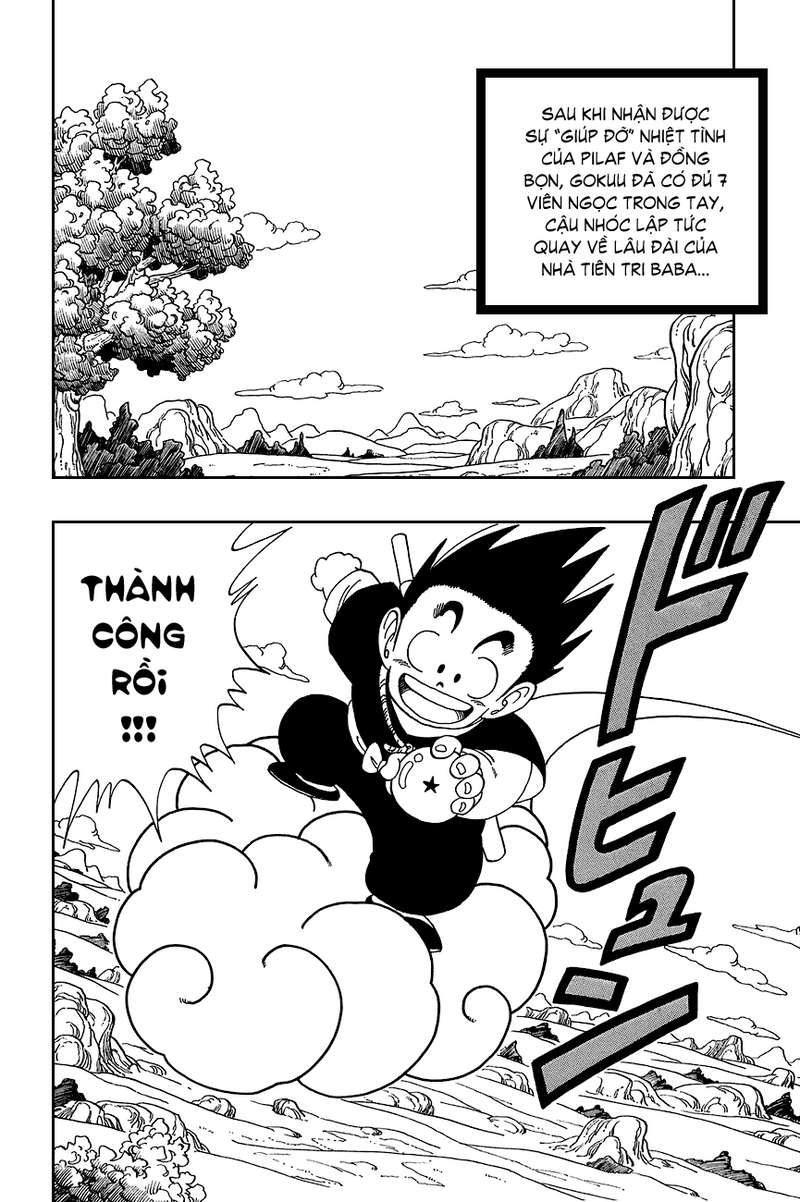 SAU KHI NHẬN ĐƯỢC
SỰ "GIÚP ĐỠ" NHIỆT TÌNH
CỦA PILAF VÀ ĐỒNG
BỌN, GOKUU ĐÃ CÓ ĐỦ 7
VIÊN NGỌC TRONG TAY,
CẬU NHÓC LẬP TỨC
QUAY VỀ LÂU ĐÀI CỦA
NHÀ TIÊN TRI BABA...
THÀNH
CÔNG
RỒI
!!!
ドヒュン